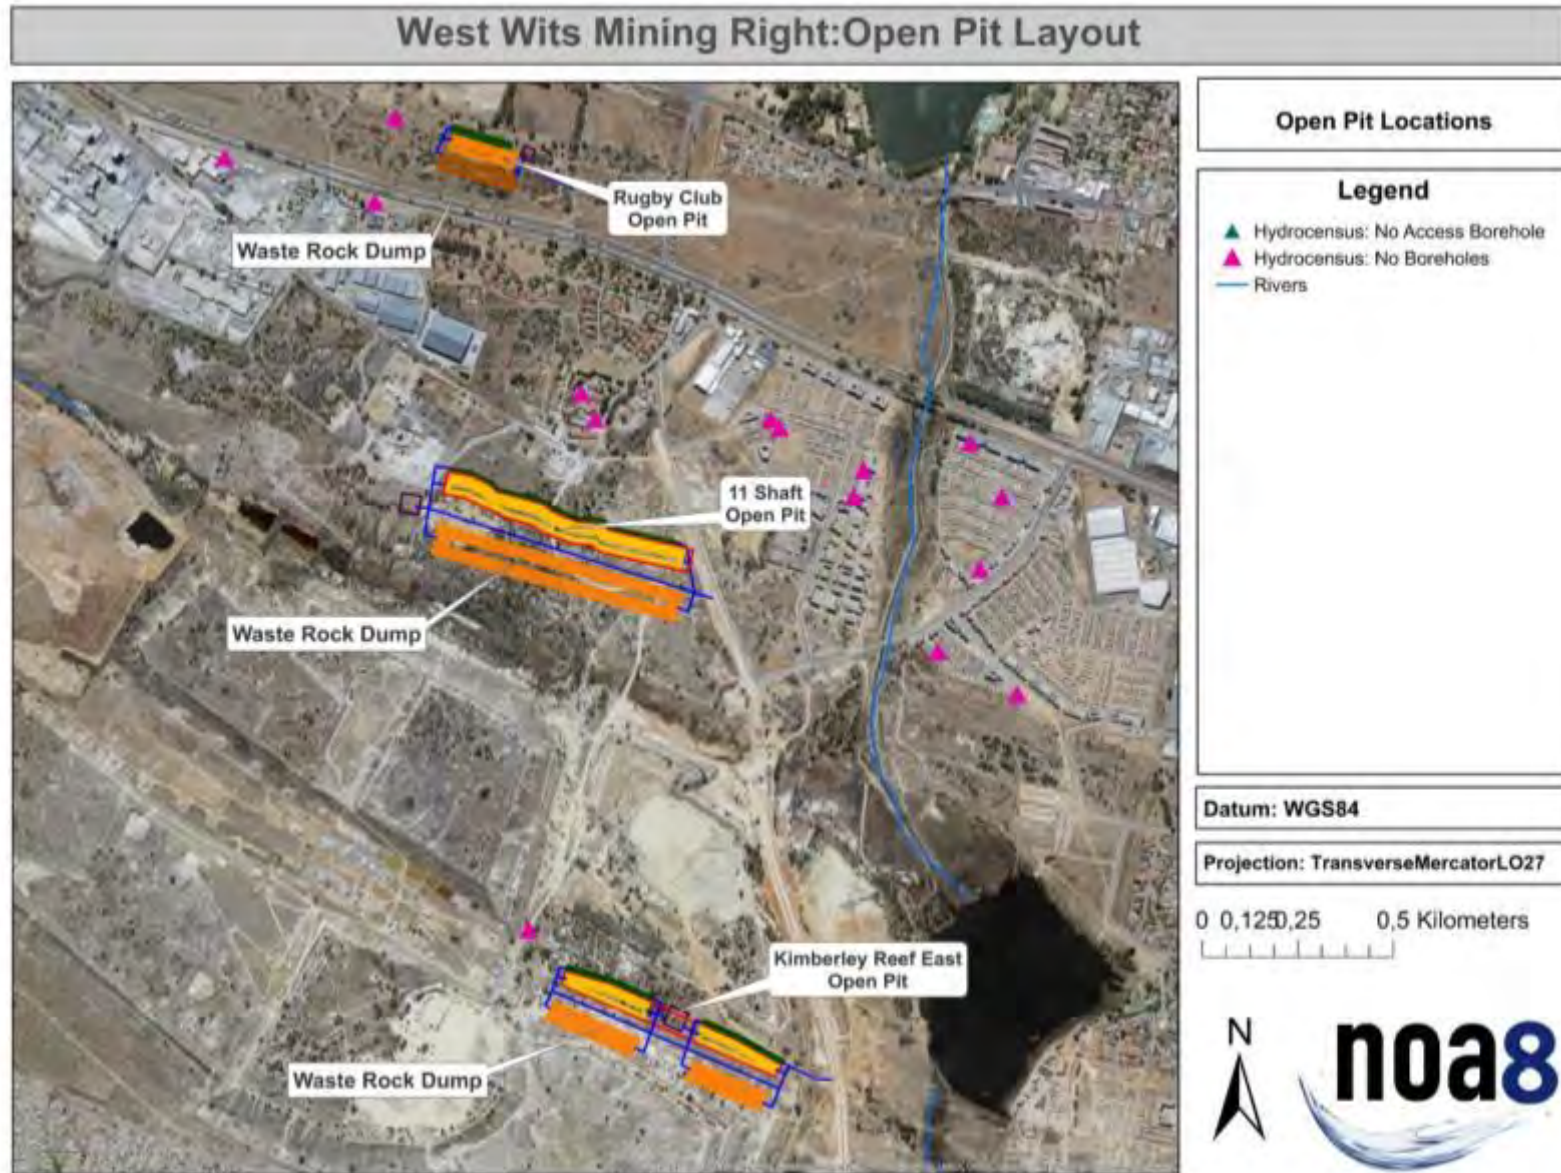 West Wits Mining Right:Open Pit Layout
Open Pit Locations
Legend
Hydrocensus: No Access Borehole
Hydrocensus: No Boreholes
Rivers
Rugby Club
Open Pit
Waste Rock Dump
11 Shaft
Open Pit
Waste Rock Dump
Kimberley Reef East
Open Pit
Waste Rock Dump
Datum: WGS84
Projection: TransverseMercatorLO27
0 0,125 0,25 0,5 Kilometers
N
noa8